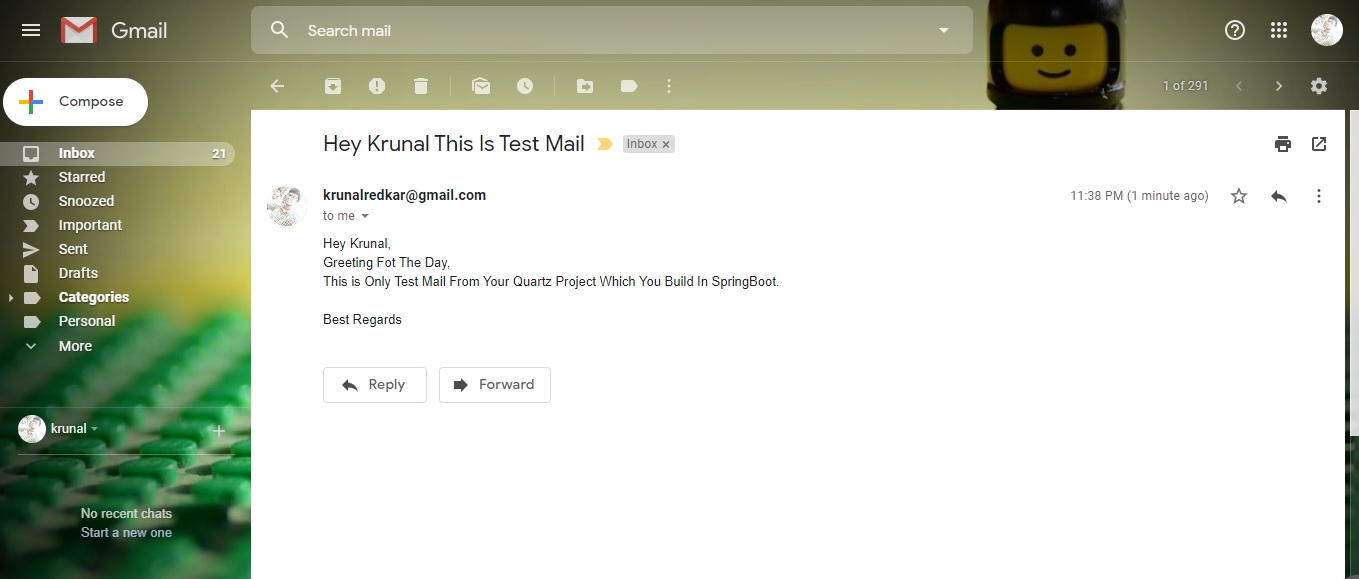 Gmail
Search mail
Compose
1 of 291
Inbox 21
Starred
Snoozed
Important
Sent
Drafts
Categories
Personal
More
krunal
No recent chats
Start a new one
Hey Krunal This Is Test Mail
Inbox x
krunalredkar@gmail.com
11:38 PM (1 minute ago)
to me
Hey Krunal,
Greeting Fot The Day,
This is Only Test Mail From Your Quartz Project Which You Build In SpringBoot.
Best Regards
Reply
Forward